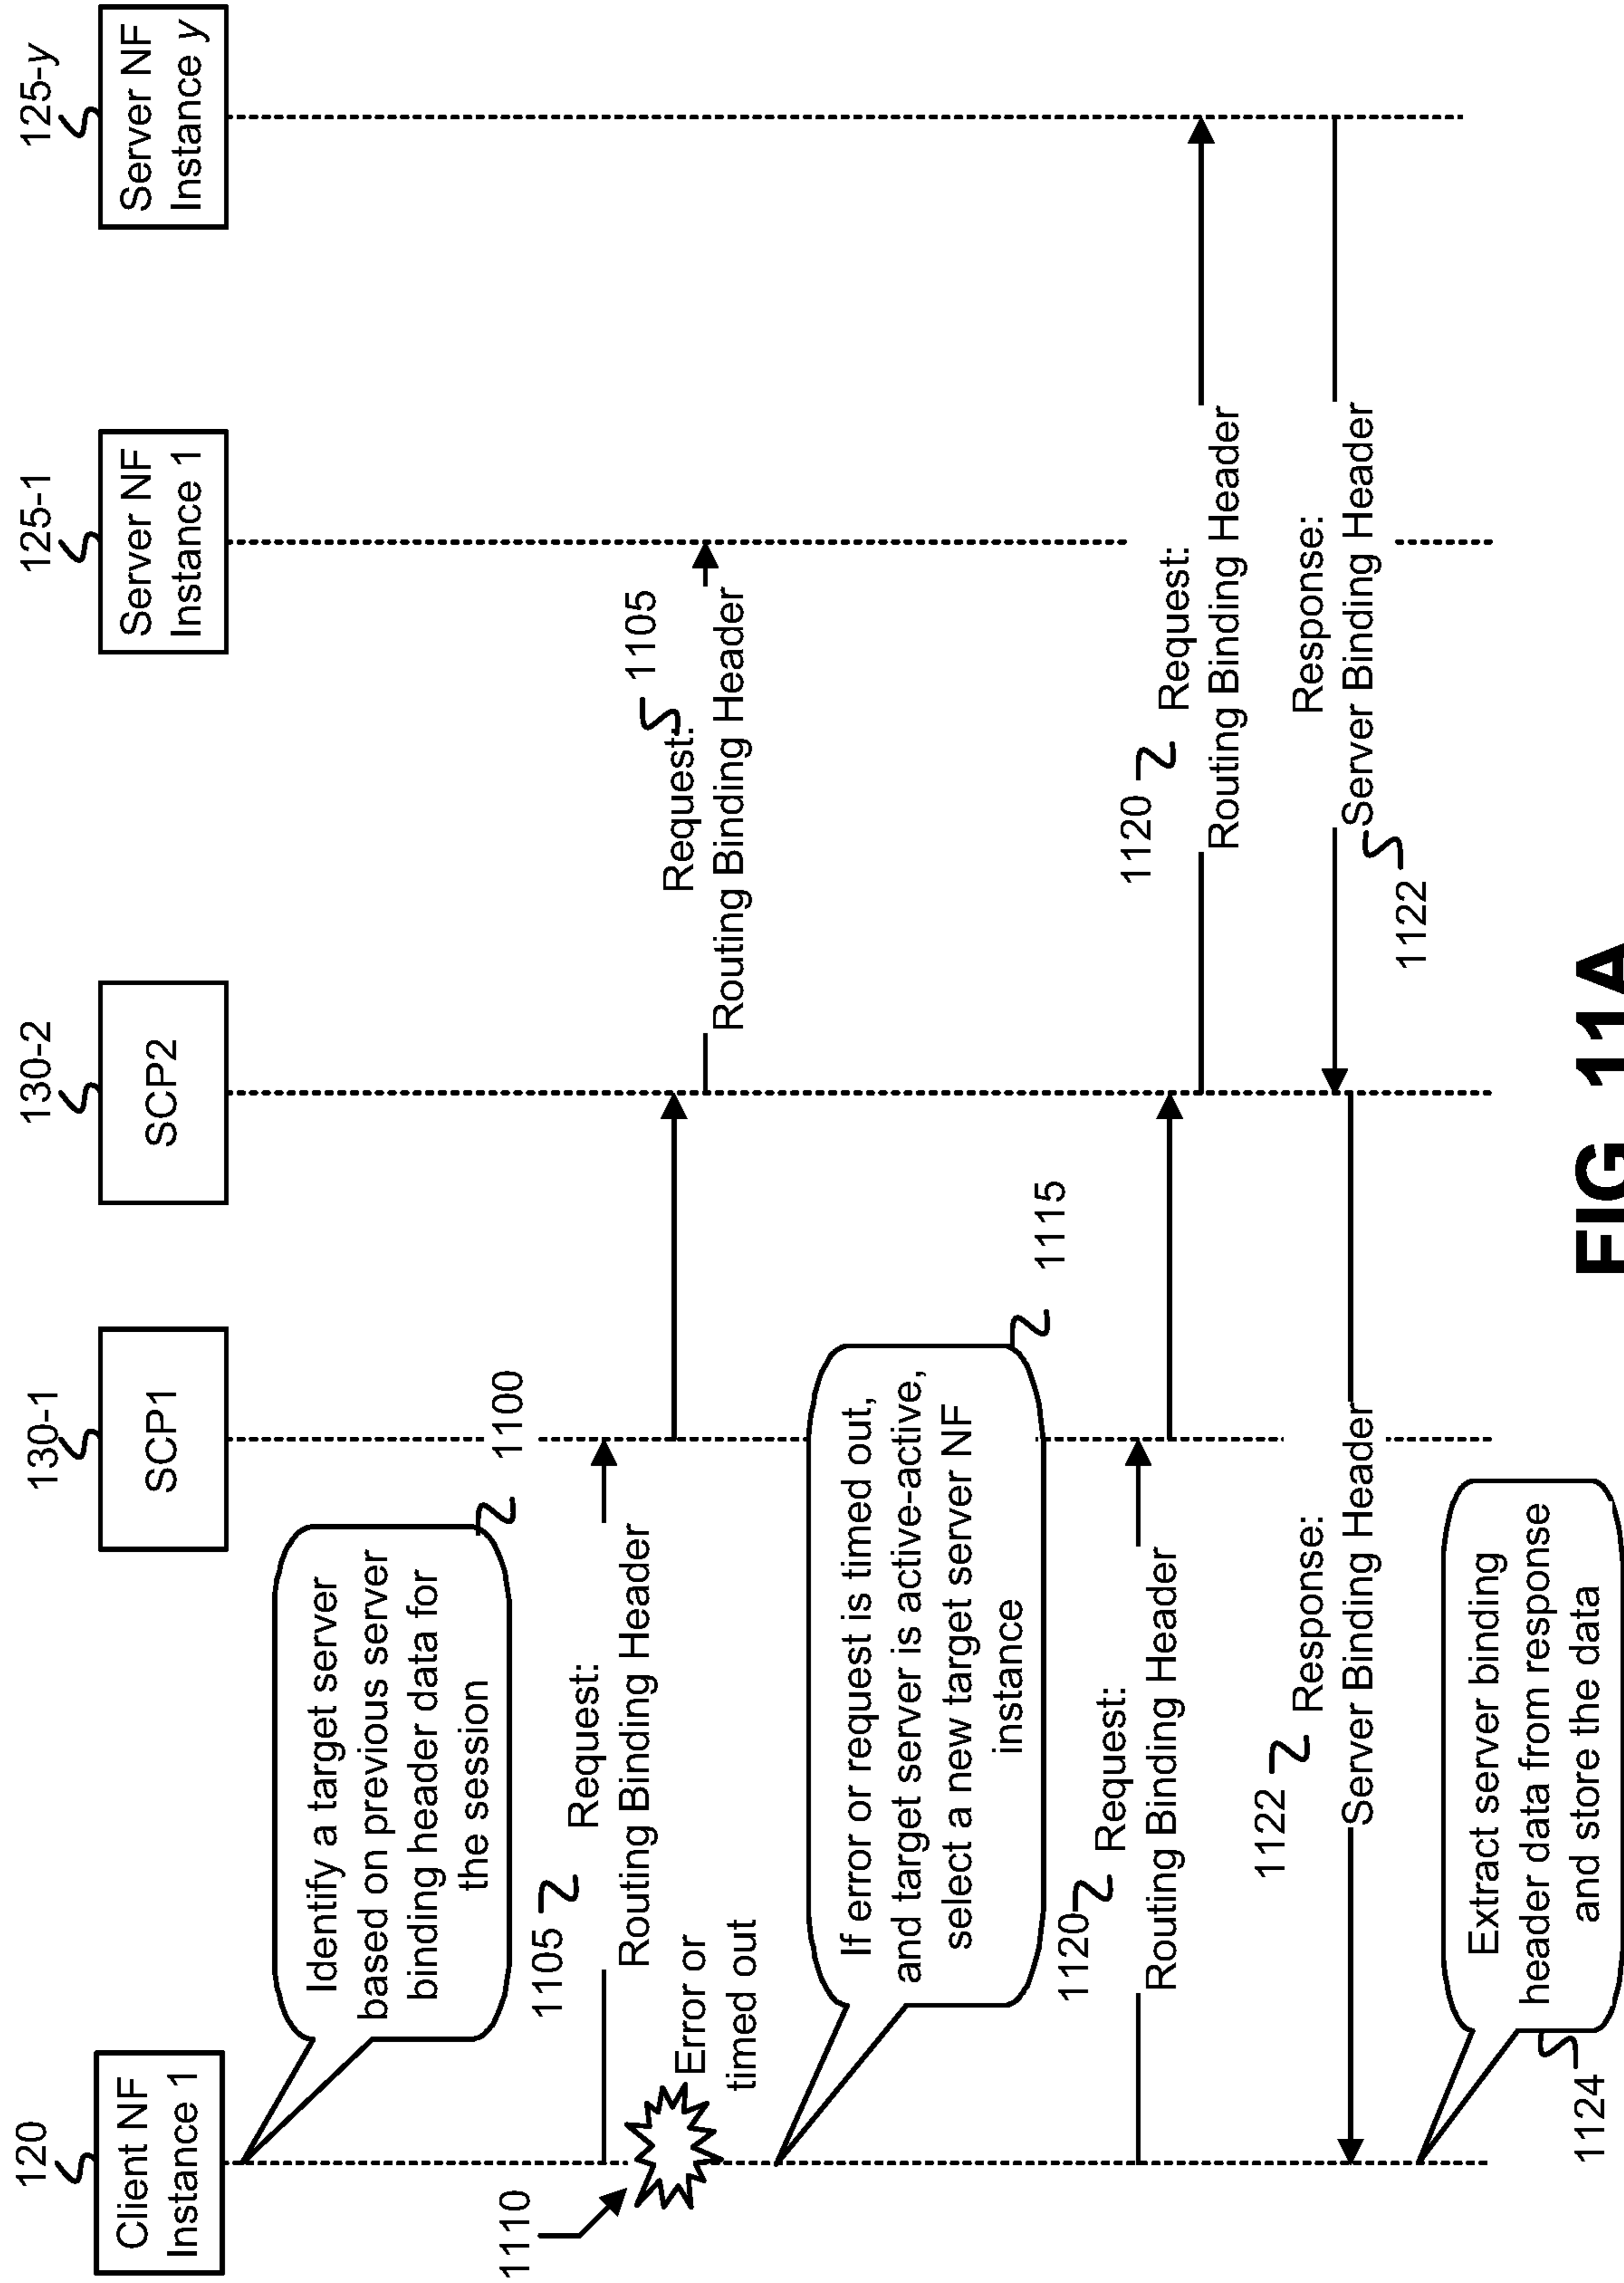 120
130-1
130-2
125-1
125-y
Client NF
Instance 1
SCP1
SCP2
Server NF
Instance 1
Server NF
Instance y
Identify a target server
based on previous server
binding header data for
the session
1100
1105
Request:
Routing Binding Header
Request:
1105
Routing Binding Header
1110
Error or
timed out
If error or request is timed out,
and target server is active-active,
select a new target server NF
instance
1115
1120
Request:
Routing Binding Header
1120
Request:
Routing Binding Header
1122
Response:
Server Binding Header
Response:
Server Binding Header
1122
Extract server binding
header data from response
and store the data
1124
FIG. 11A